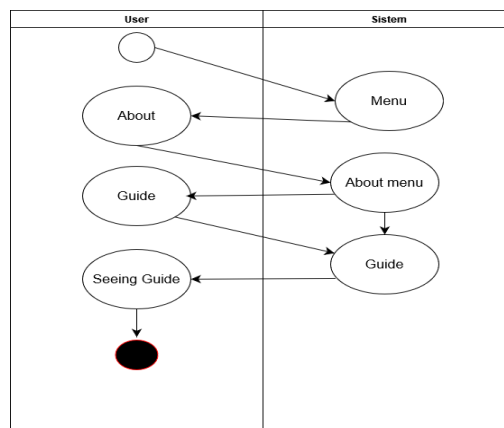 User
Sistem
Menu
About
About menu
Guide
Guide
Seeing Guide